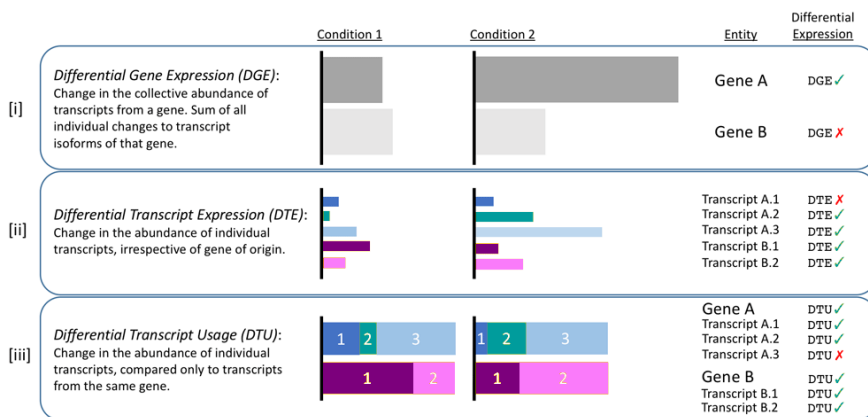 Condition 1 Condition 2 Entity Differential Expression
[i]
Differential Gene Expression (DGE):
Change in the collective abundance of
transcripts from a gene. Sum of all
individual changes to transcript
isoforms of that gene.
Gene A DGE ✓
Gene B DGE ✗
[ii]
Differential Transcript Expression (DTE):
Change in the abundance of individual
transcripts, irrespective of gene of origin.
Transcript A.1 DTE ✗
Transcript A.2 DTE ✓
Transcript A.3 DTE ✓
Transcript B.1 DTE ✓
Transcript B.2 DTE ✓
[iii]
Differential Transcript Usage (DTU):
Change in the abundance of individual
transcripts, compared only to transcripts
from the same gene.
1 2 3 1 2 3
1 2 1 2
Gene A DTU ✓
Transcript A.1 DTU ✓
Transcript A.2 DTU ✓
Transcript A.3 DTU ✗
Gene B DTU ✓
Transcript B.1 DTU ✓
Transcript B.2 DTU ✓